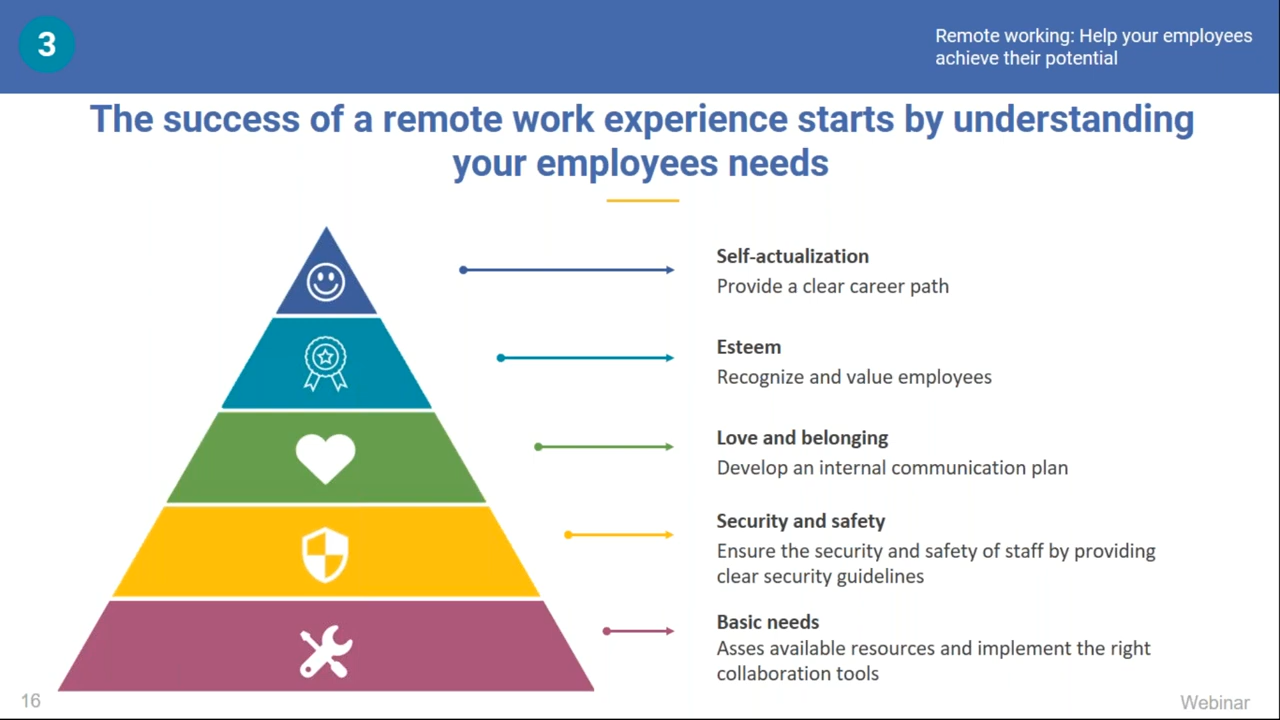 3
Remote working: Help your employees
achieve their potential
The success of a remote work experience starts by understanding
your employees needs
Self-actualization
Provide a clear career path
Esteem
Recognize and value employees
Love and belonging
Develop an internal communication plan
Security and safety
Ensure the security and safety of staff by providing
clear security guidelines
Basic needs
Asses available resources and implement the right
collaboration tools
16
Webinar